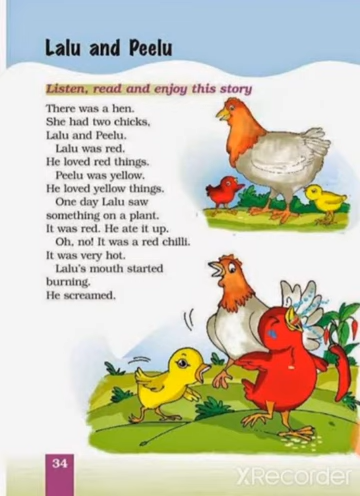 Lalu and Peelu
Listen, read and enjoy this story
There was a hen.
She had two chicks,
Lalu and Peelu.
Lalu was red.
He loved red things.
Peelu was yellow.
He loved yellow things.
One day Lalu saw
something on a plant.
It was red. He ate it up.
Oh, no! It was a red chilli.
It was very hot.
Lalu's mouth started
burning.
He screamed.
34
XRecorder